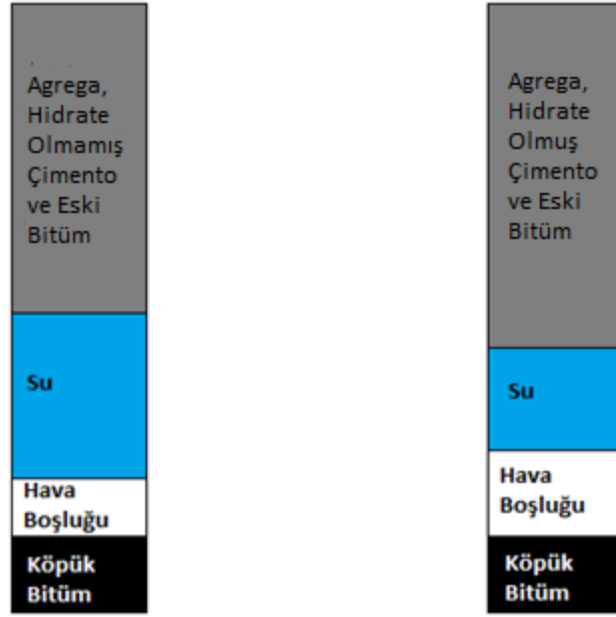 Agrega,
Hidrate
Olmamış
Çimento
ve Eski
Bitüm
Su
Hava
Boşluğu
Köpük
Bitüm
Agrega,
Hidrate
Olmuş
Çimento
ve Eski
Bitüm
Su
Hava
Boşluğu
Köpük
Bitüm